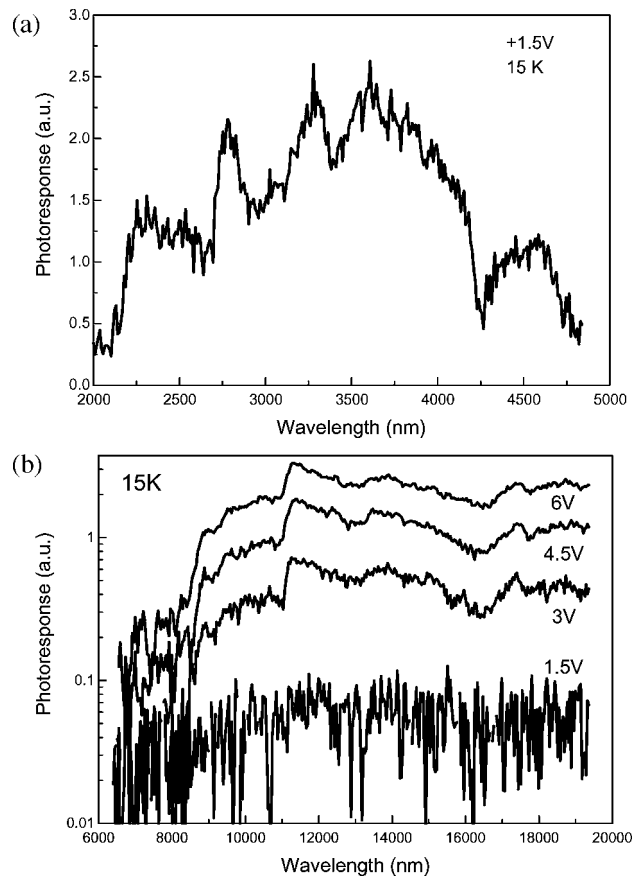 (a)
+1.5V
15 K
3.0
2.5
2.0
1.5
1.0
0.5
0.0
Photoresponse (a.u.)
2000 2500 3000 3500 4000 4500 5000
Wavelength (nm)
(b)
15K
6V
4.5V
3V
1.5V
1
0.1
0.01
Photoresponse (a.u.)
6000 8000 10000 12000 14000 16000 18000 20000
Wavelength (nm)